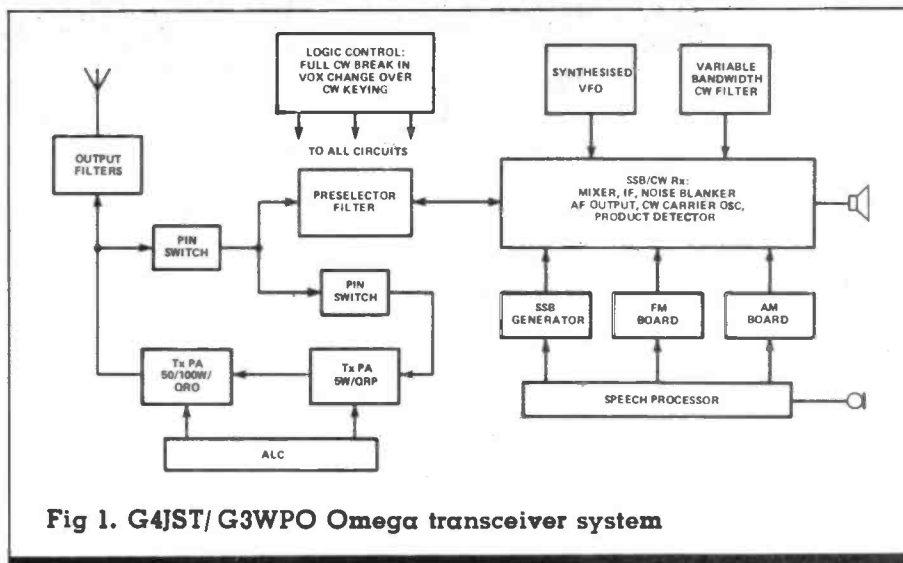 LOGIC CONTROL:
FULL CW BREAK IN
VOX CHANGE OVER
CW KEYING
TO ALL CIRCUITS
SYNTHESISED
VFO
VARIABLE
BANDWIDTH
CW FILTER
OUTPUT
FILTERS
PRESELECTOR
FILTER
SSB/CW Rx:
MIXER, IF, NOISE BLANKER
AF OUTPUT, CW CARRIER OSC,
PRODUCT DETECTOR
PIN
SWITCH
PIN
SWITCH
SSB
GENERATOR
FM
BOARD
AM
BOARD
Tx PA
50/100W/
QRO
Tx PA
5W/QRP
SPEECH PROCESSOR
ALC
Fig 1. G4JST/ G3WPO Omega transceiver system